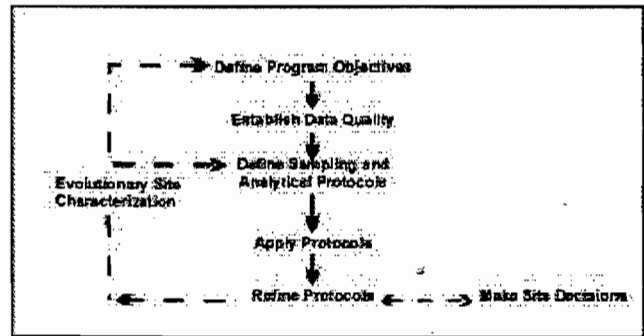 Define Program Objectives
Establish Data Quality
Define Sampling and
Analytical Protocols
Evolutionary Site
Characterization
Apply Protocols
Refine Protocols
Make Site Decisions